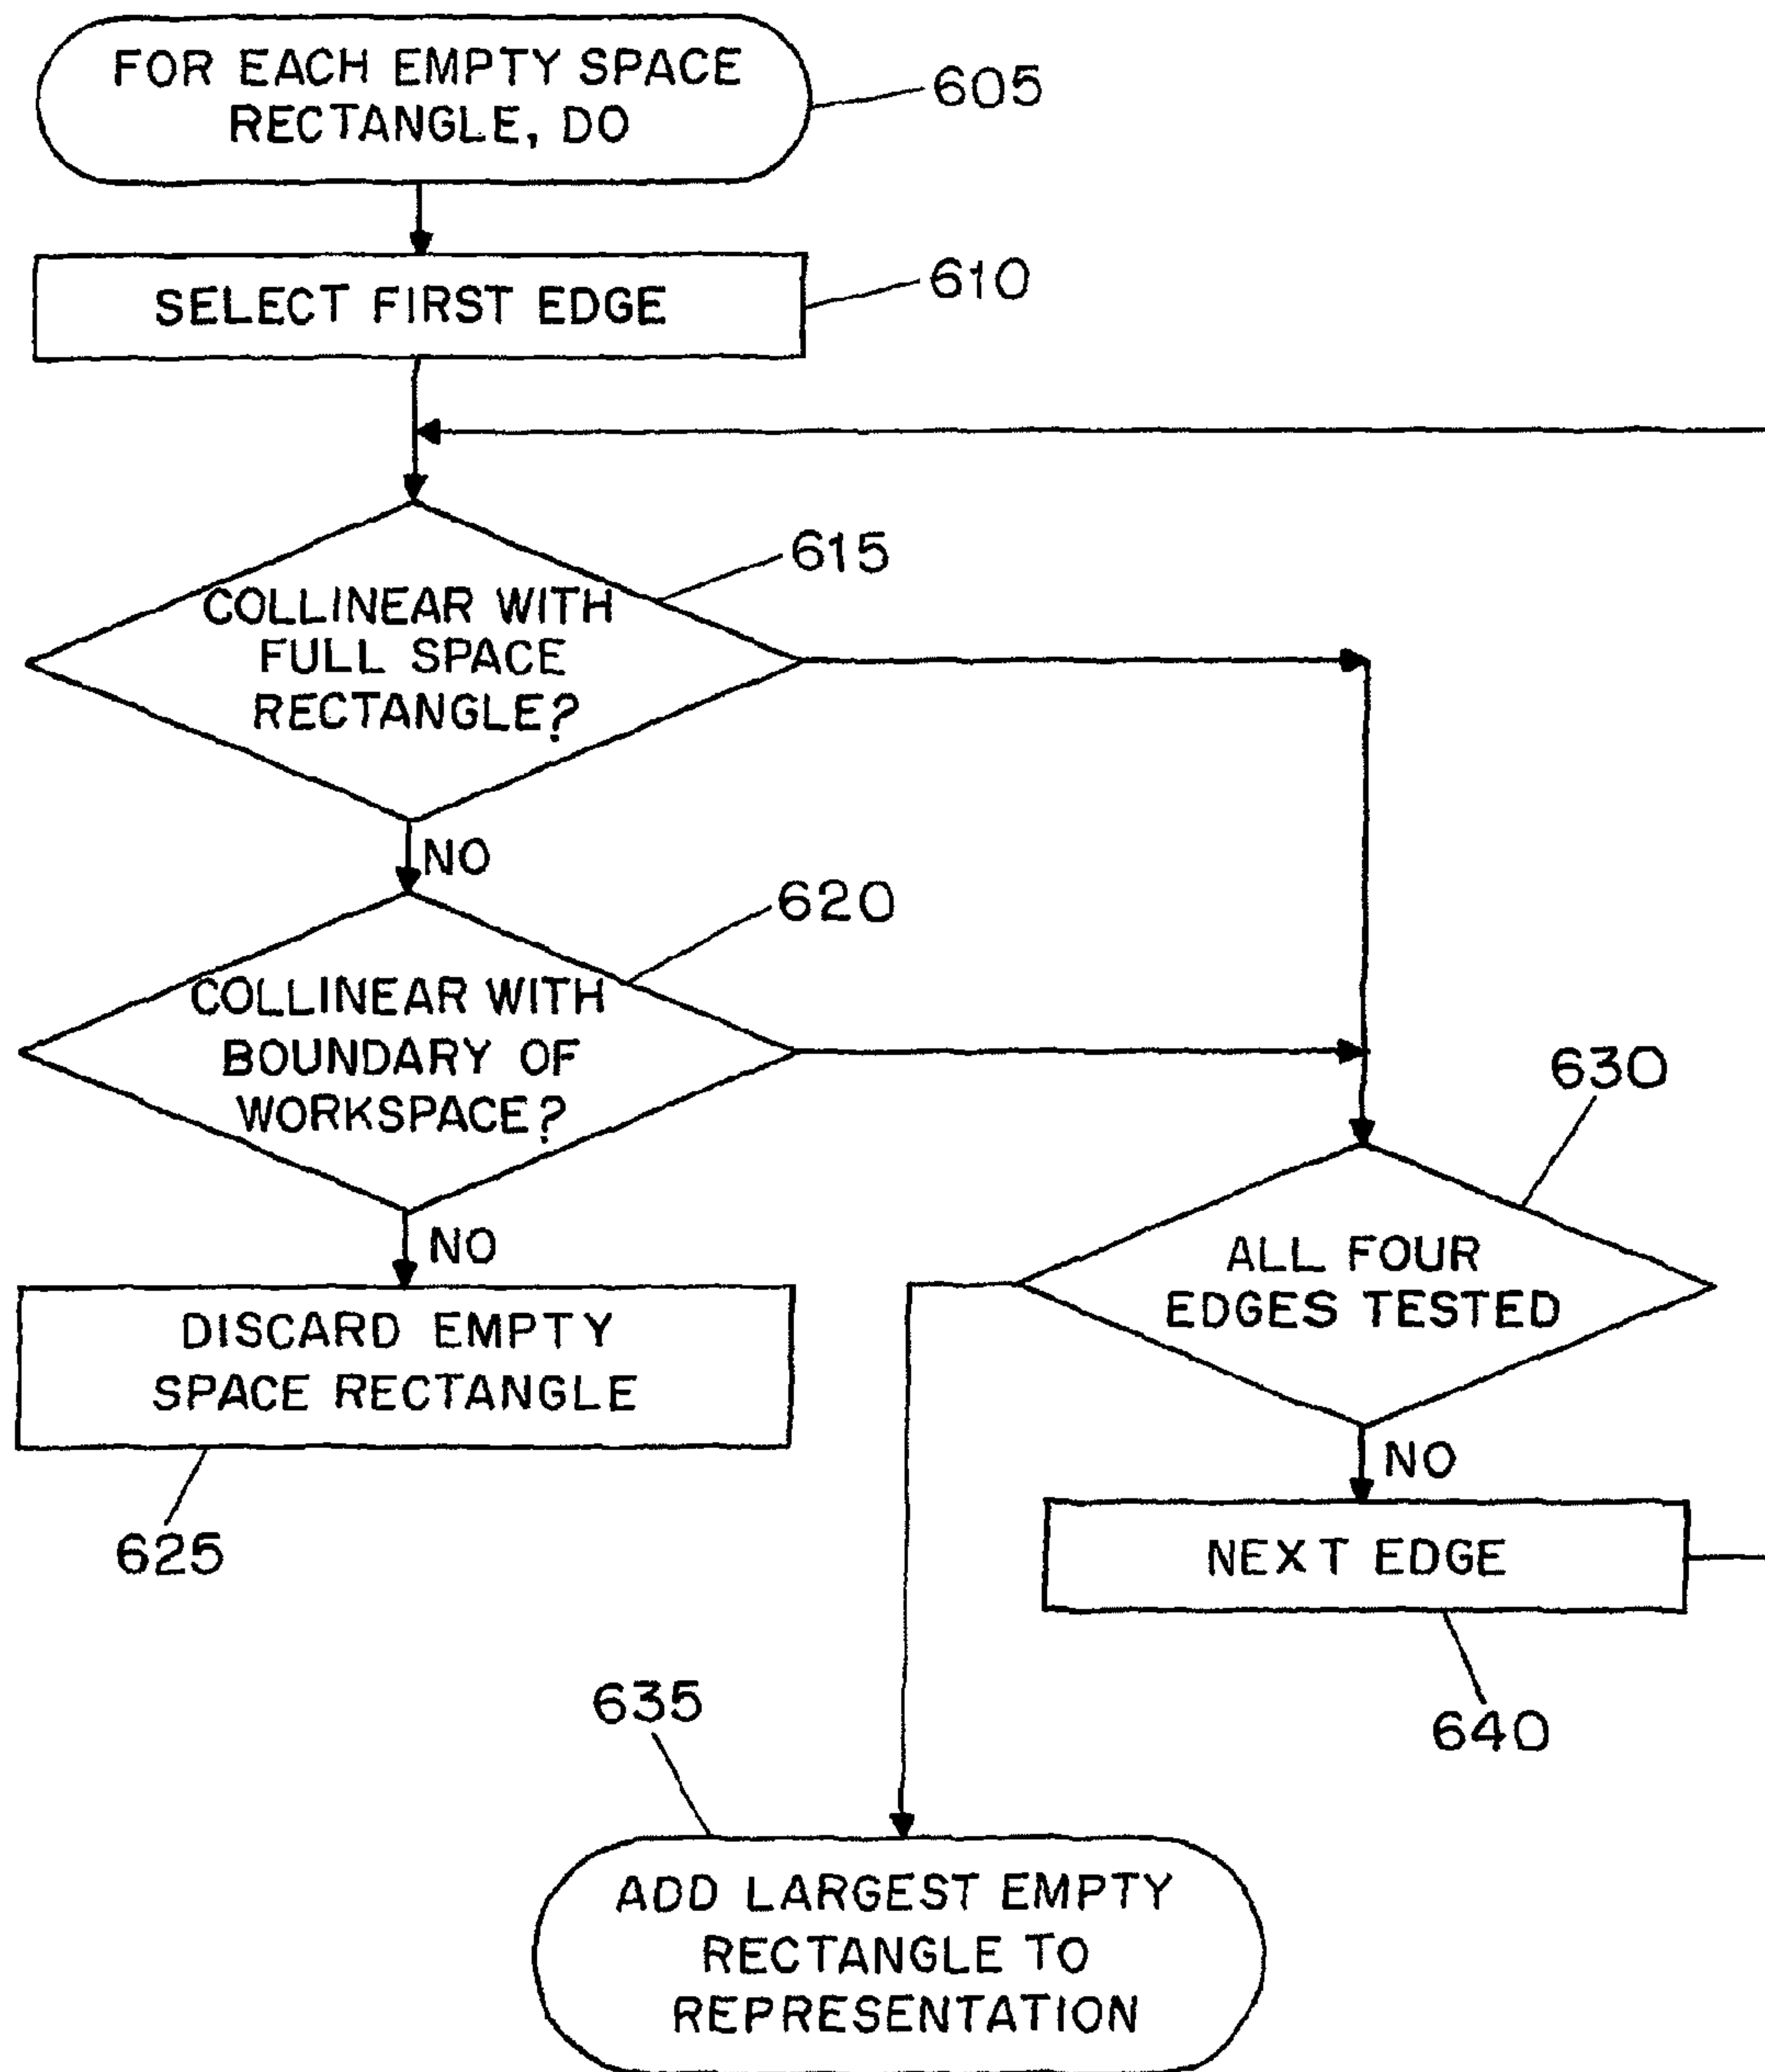 FOR EACH EMPTY SPACE
RECTANGLE, DO
605
SELECT FIRST EDGE
610
615
COLLINEAR WITH
FULL SPACE
RECTANGLE?
NO
620
COLLINEAR WITH
BOUNDARY OF
WORKSPACE?
630
NO
ALL FOUR
EDGES TESTED
DISCARD EMPTY
SPACE RECTANGLE
NO
625
NEXT EDGE
635
640
ADD LARGEST EMPTY
RECTANGLE TO
REPRESENTATION